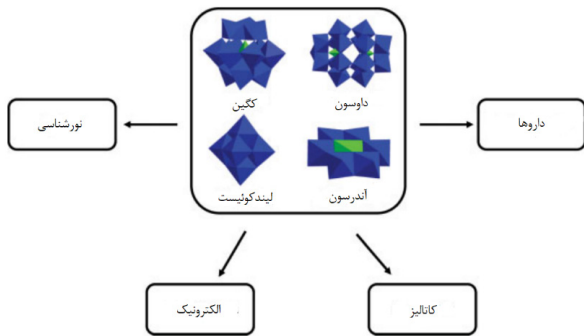 کگین
داوسون
لیندکوئیست
آندرسون
نورشناسی
داروها
الکترونیک
کاتالیز